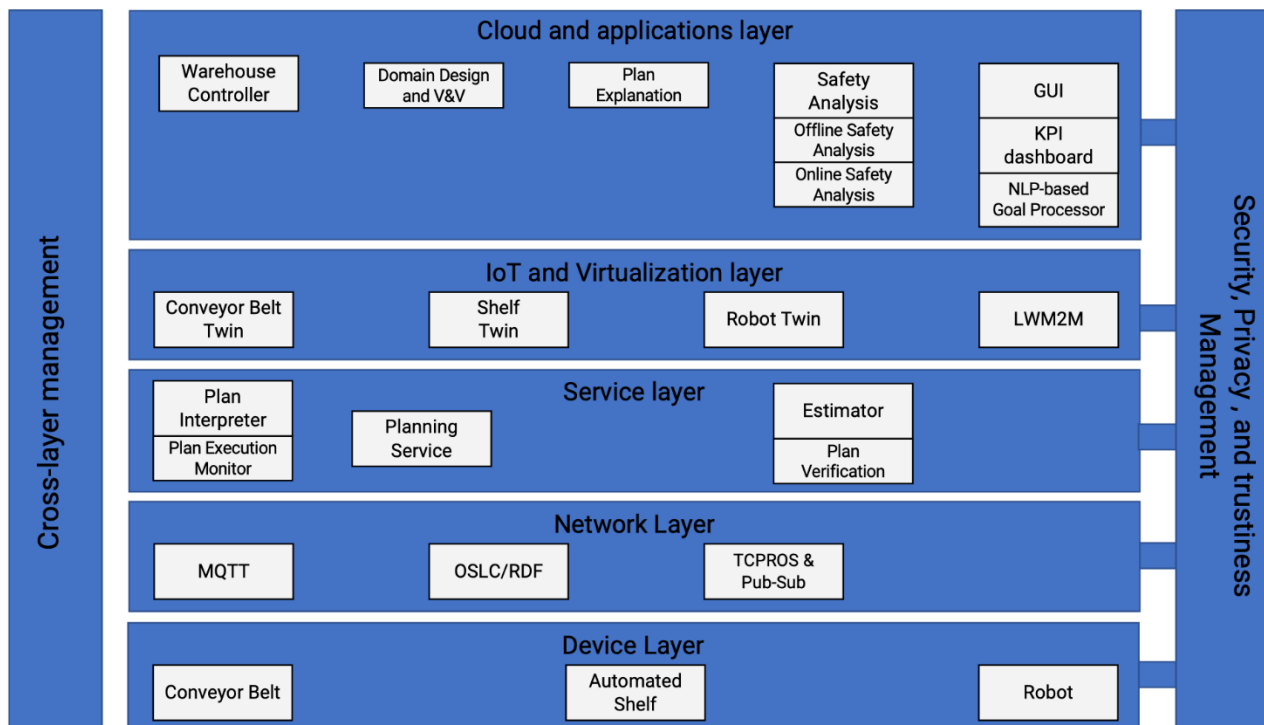 Cross-layer management
Cloud and applications layer
Warehouse
Controller
Domain Design
and V&V
Plan
Explanation
Safety
Analysis
Offline Safety
Analysis
Online Safety
Analysis
GUI
KPI
dashboard
NLP-based
Goal Processor
IoT and Virtualization layer
Conveyor Belt
Twin
Shelf
Twin
Robot Twin
LWM2M
Service layer
Plan
Interpreter
Plan Execution
Monitor
Planning
Service
Estimator
Plan
Verification
Network Layer
MQTT
OSLC/RDF
TCPROS &
Pub-Sub
Device Layer
Conveyor Belt
Automated
Shelf
Robot
Security, Privacy , and trustiness
Management